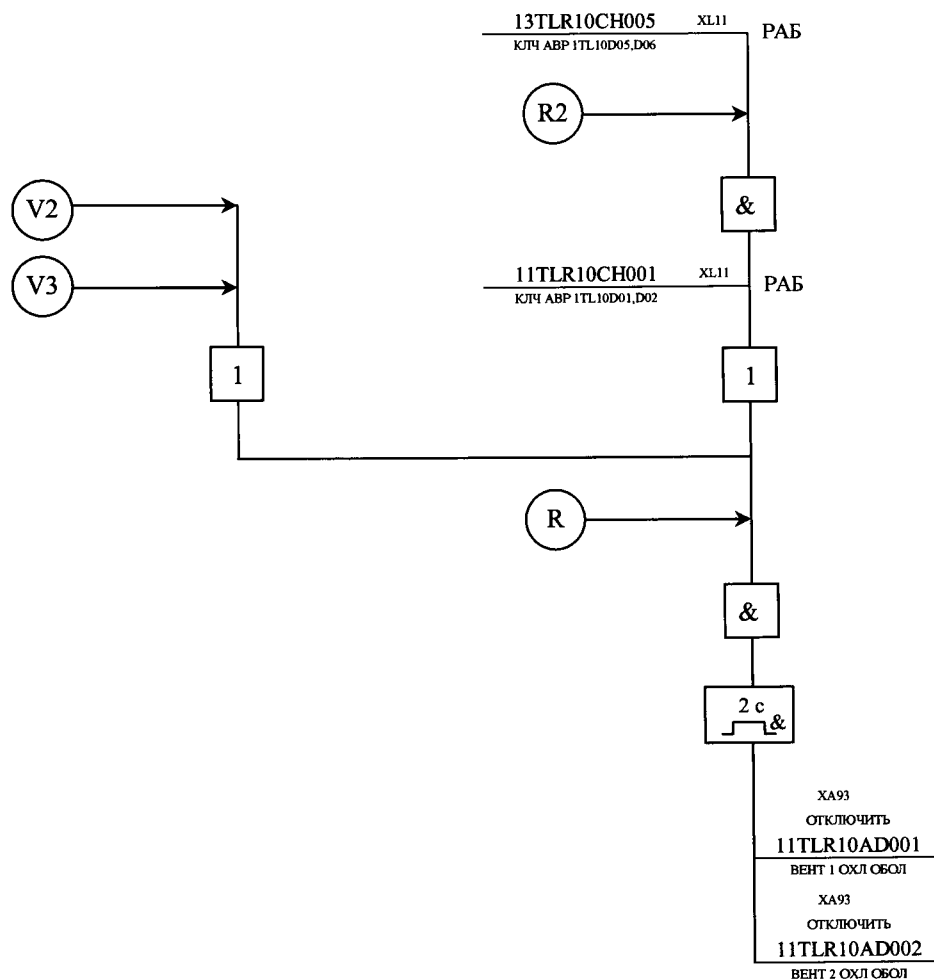 13TLR10CH005 XL11 РАБ
КЛЧ АВР 1TL10D05,D06
R2
V2
&
V3
11TLR10CH001 XL11 РАБ
КЛЧ АВР 1TL10D01,D02
1
1
R
&
2 с
&
XA93
ОТКЛЮЧИТЬ
11TLR10AD001
ВЕНТ 1 ОХЛ ОБОЛ
XA93
ОТКЛЮЧИТЬ
11TLR10AD002
ВЕНТ 2 ОХЛ ОБОЛ